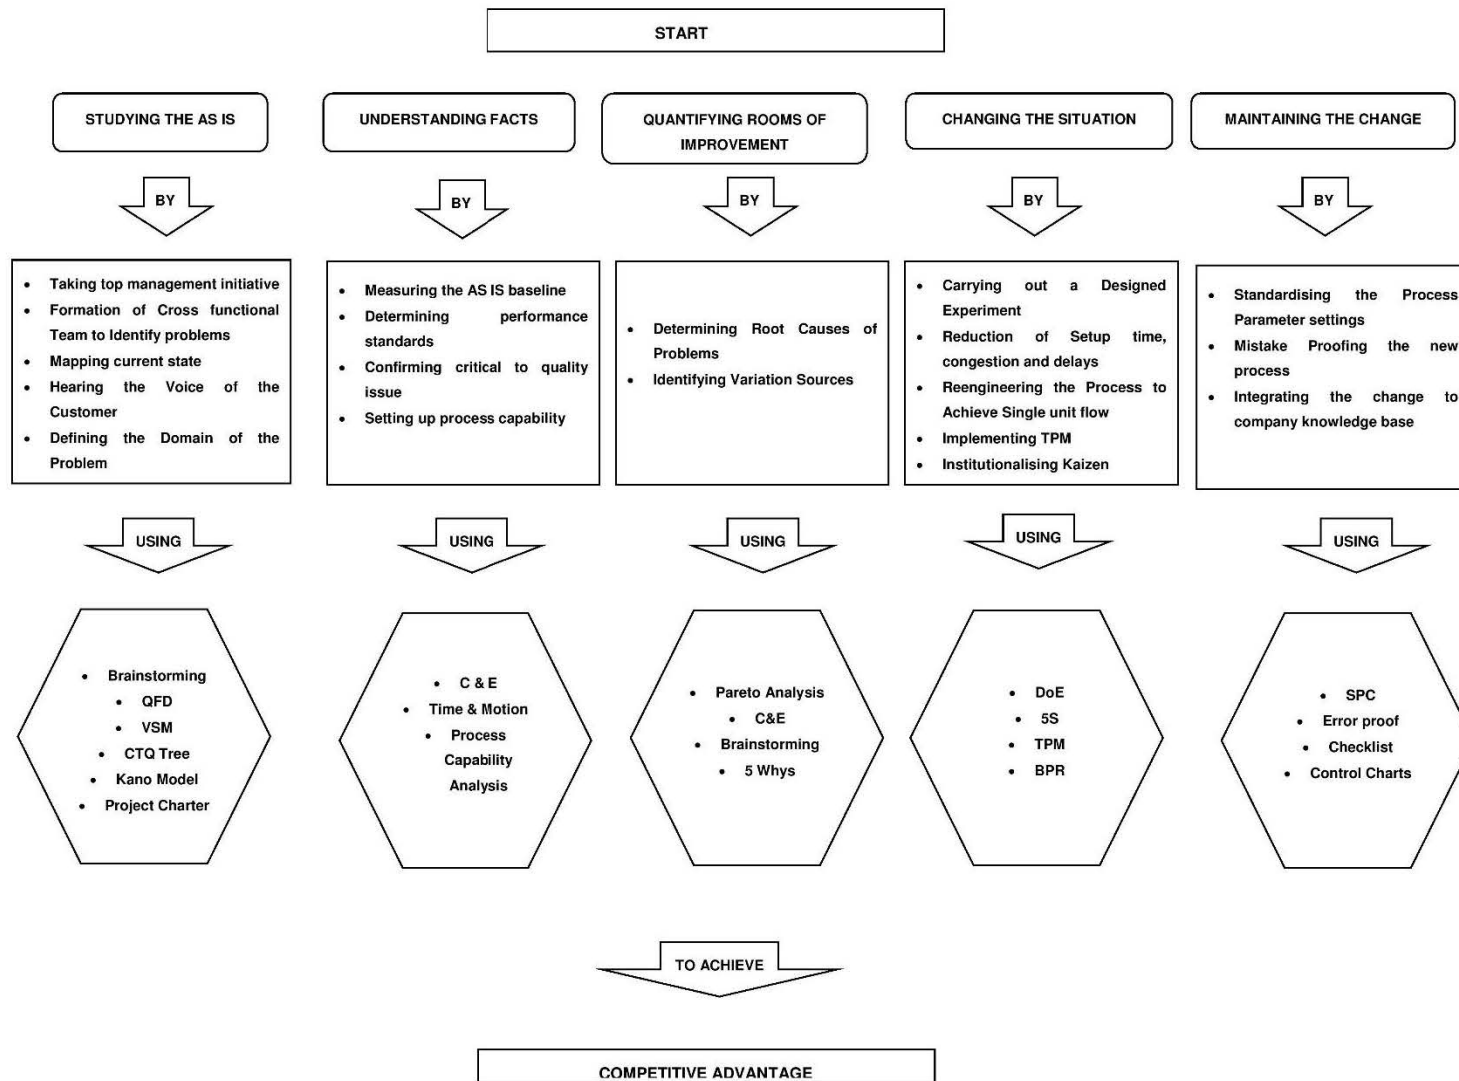 START
STUDYING THE AS IS
UNDERSTANDING FACTS
QUANTIFYING ROOMS OF
IMPROVEMENT
CHANGING THE SITUATION
MAINTAINING THE CHANGE
BY
BY
BY
BY
BY
• Taking top management initiative
• Formation of Cross functional
Team to Identify problems
• Mapping current state
• Hearing the Voice of the
Customer
• Defining the Domain of the
Problem
• Measuring the AS IS baseline
• Determining performance
standards
• Confirming critical to quality
issue
• Setting up process capability
• Determining Root Causes of
Problems
• Identifying Variation Sources
• Carrying out a Designed
Experiment
• Reduction of Setup time,
congestion and delays
• Reengineering the Process to
Achieve Single unit flow
• Implementing TPM
• Institutionalising Kaizen
• Standardising the Process
Parameter settings
• Mistake Proofing the new
process
• Integrating the change to
company knowledge base
USING
USING
USING
USING
USING
• Brainstorming
• QFD
• VSM
• CTQ Tree
• Kano Model
• Project Charter
• C & E
• Time & Motion
• Process
Capability
Analysis
• Pareto Analysis
• C&E
• Brainstorming
• 5 Whys
• DoE
• 5S
• TPM
• BPR
• SPC
• Error proof
• Checklist
• Control Charts
TO ACHIEVE
COMPETITIVE ADVANTAGE